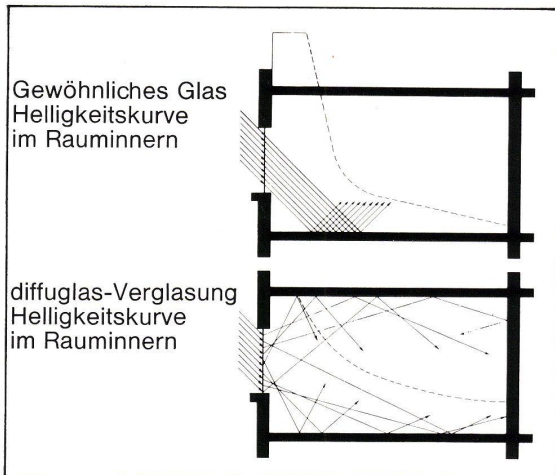 Gewöhnliches Glas
Helligkeitskurve
im Rauminnern
diffuglas-Verglasung
Helligkeitskurve
im Rauminnern